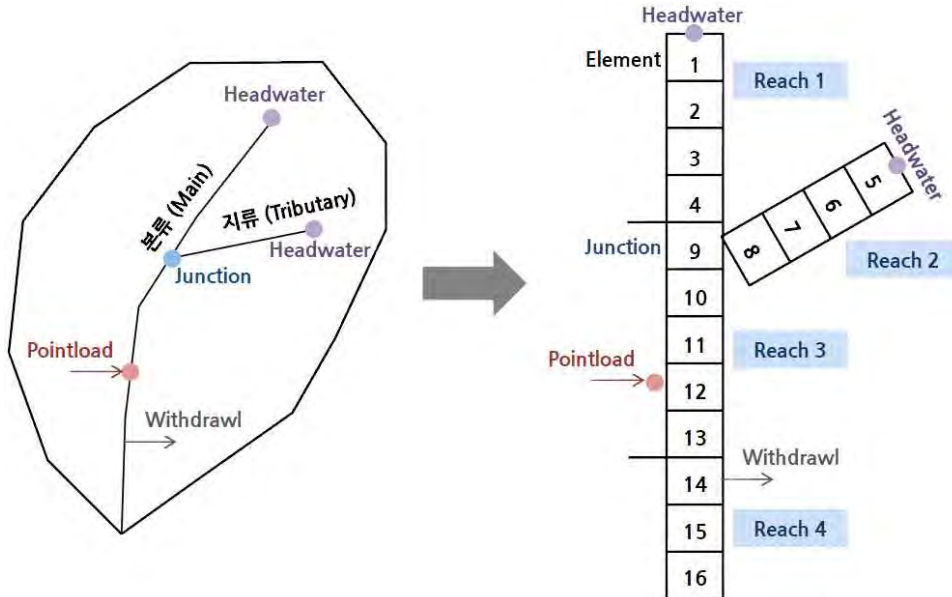 Headwater
본류 (Main)
지류 (Tributary)
Headwater
Junction
Pointload
Withdrawl
Headwater
Element
1
Reach 1
2
3
4
Headwater
5
6
7
8
Reach 2
Junction
9
10
11
Reach 3
Pointload
12
13
Withdrawl
14
15
Reach 4
16